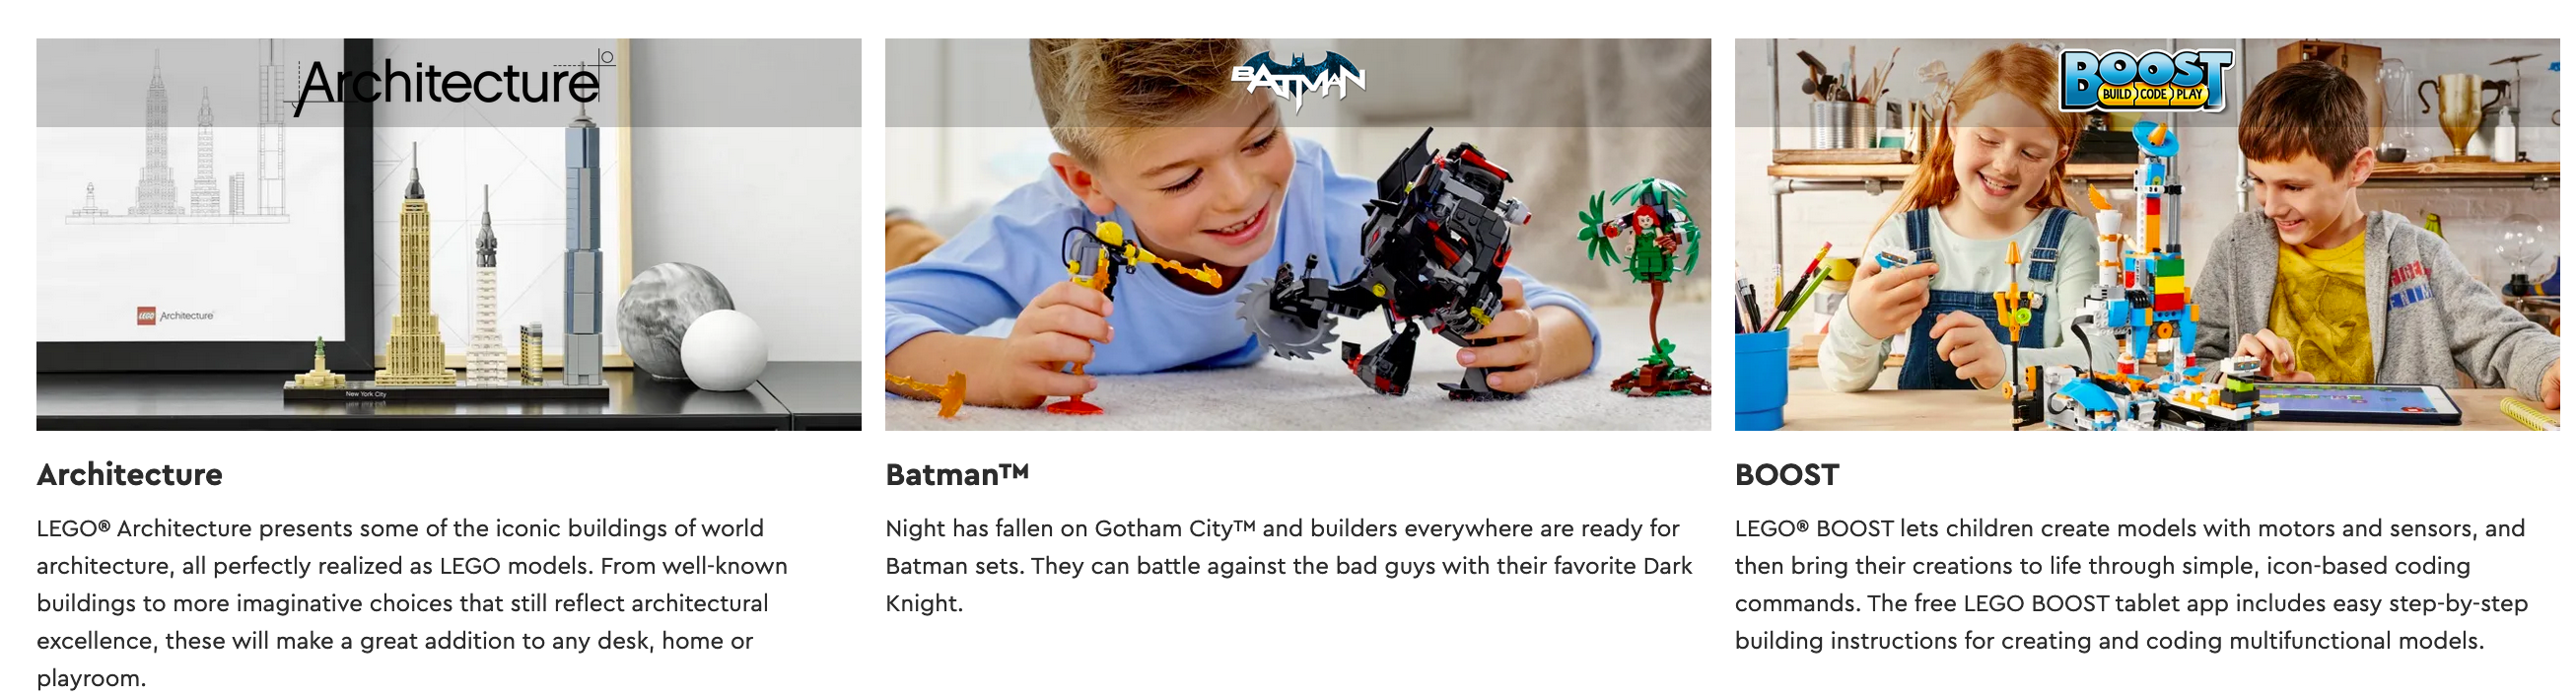 Architecture
LEGO Architecture
New York City
Architecture
LEGO® Architecture presents some of the iconic buildings of world
architecture, all perfectly realized as LEGO models. From well-known
buildings to more imaginative choices that still reflect architectural
excellence, these will make a great addition to any desk, home or
playroom.
BATMAN
Batman™
Night has fallen on Gotham City™ and builders everywhere are ready for
Batman sets. They can battle against the bad guys with their favorite Dark
Knight.
BOOST
BUILD CODE PLAY
BOOST
LEGO® BOOST lets children create models with motors and sensors, and
then bring their creations to life through simple, icon-based coding
commands. The free LEGO BOOST tablet app includes easy step-by-step
building instructions for creating and coding multifunctional models.